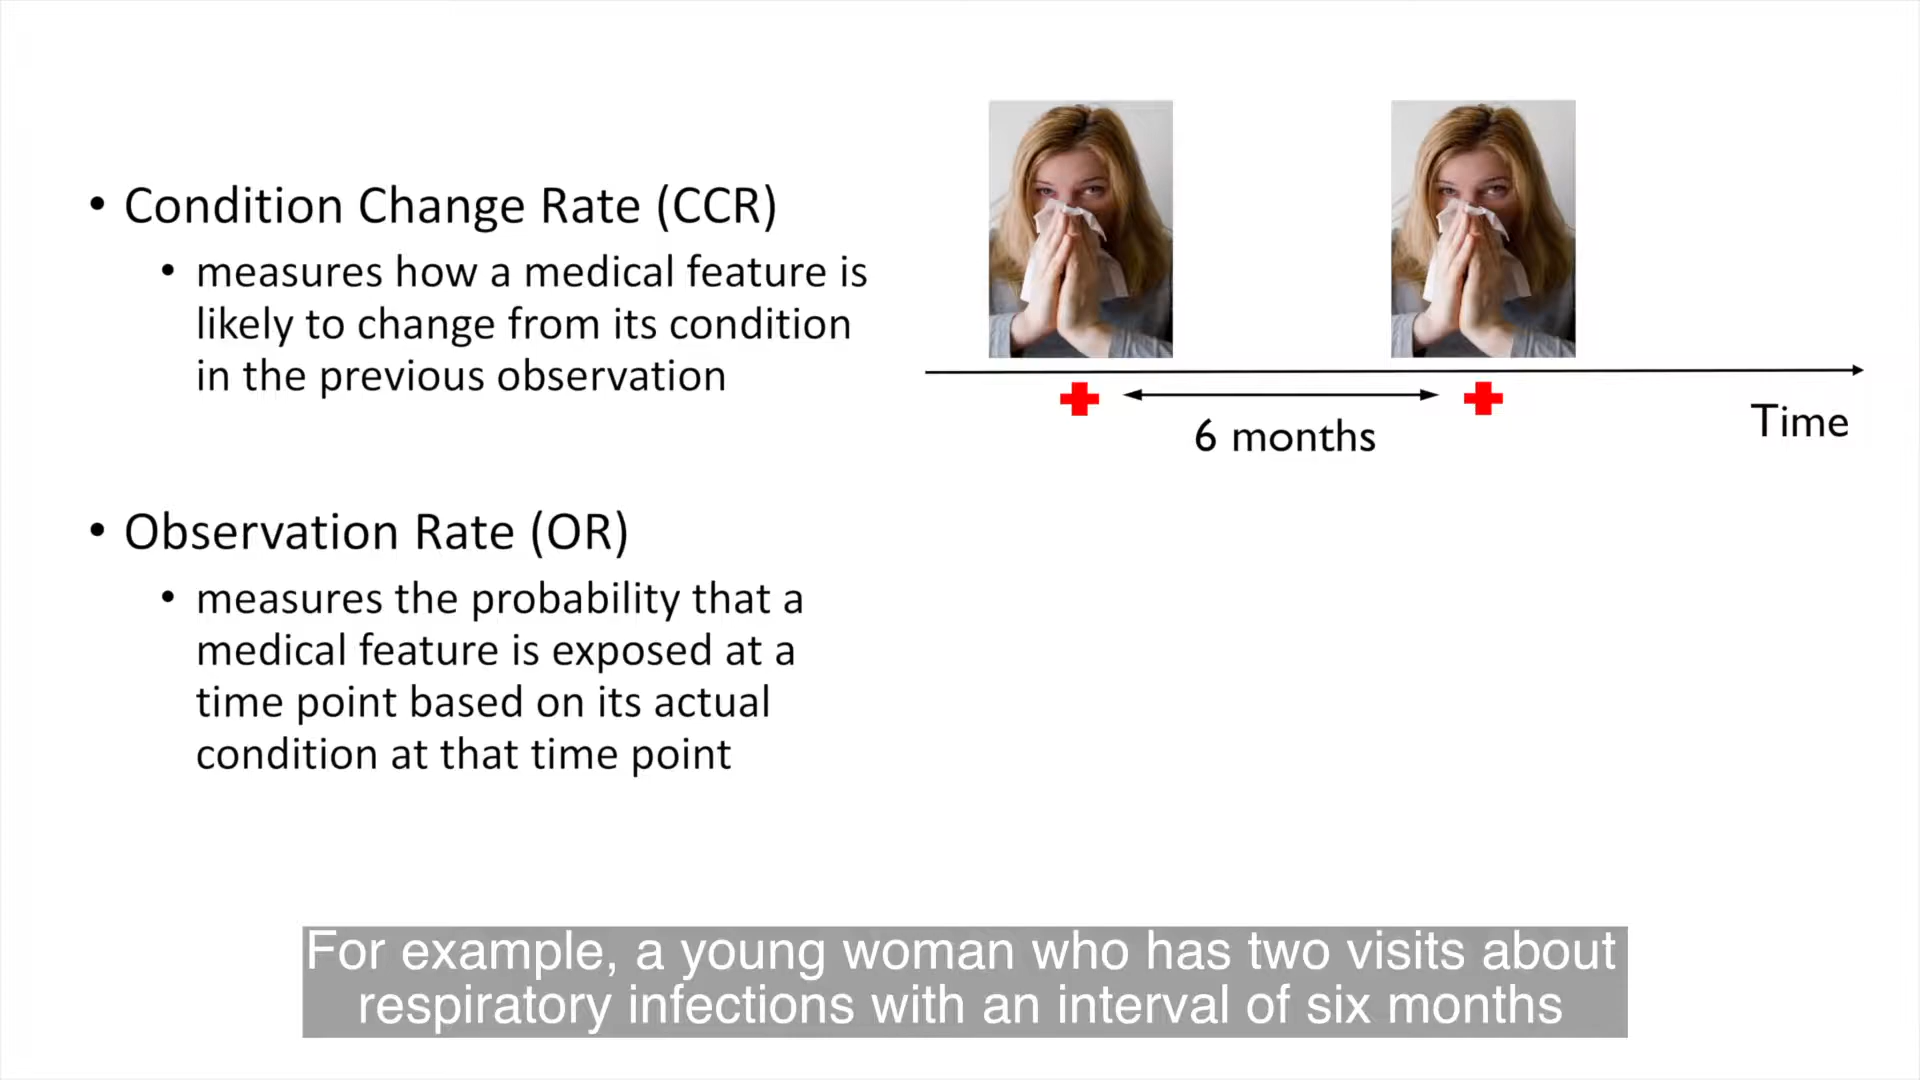 • Condition Change Rate (CCR)
• measures how a medical feature is
likely to change from its condition
in the previous observation
• Observation Rate (OR)
• measures the probability that a
medical feature is exposed at a
time point based on its actual
condition at that time point
6 months
Time
For example, a young woman who has two visits about
respiratory infections with an interval of six months